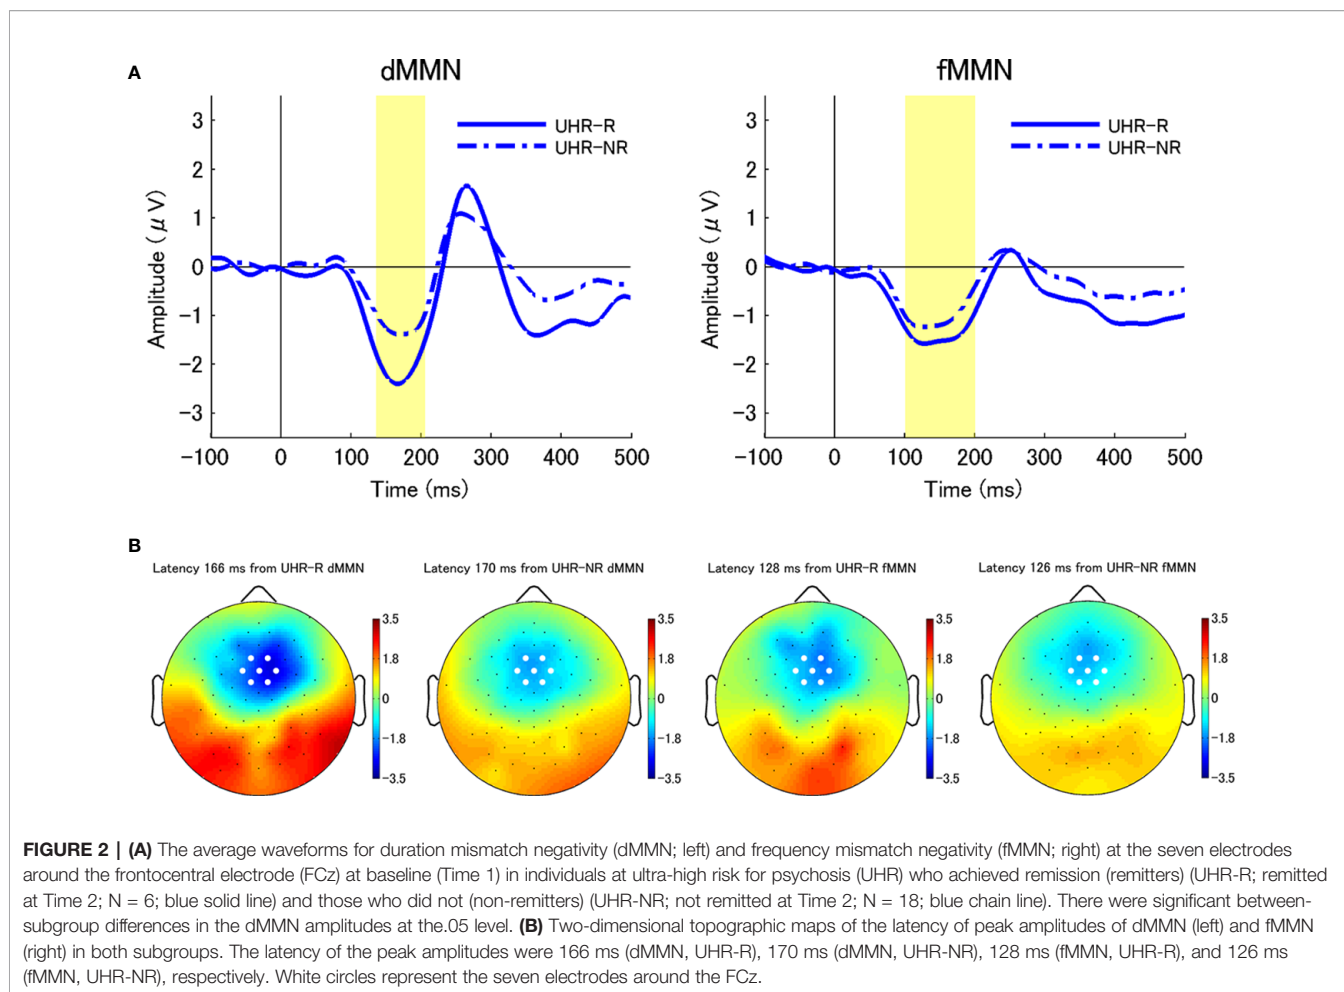 A
dMMN
fMMN
UHR-R
UHR-NR
UHR-R
UHR-NR
3
2
1
0
-1
-2
-3
Amplitude (μV)
-100 0 100 200 300 400 500
Time (ms)
3
2
1
0
-1
-2
-3
Amplitude (μV)
-100 0 100 200 300 400 500
Time (ms)
B
Latency 166 ms from UHR-R dMMN
3.5
1.8
0
-1.8
-3.5
Latency 170 ms from UHR-NR dMMN
3.5
1.8
0
-1.8
-3.5
Latency 128 ms from UHR-R fMMN
3.5
1.8
0
-1.8
-3.5
Latency 126 ms from UHR-NR fMMN
3.5
1.8
0
-1.8
-3.5
FIGURE 2 | (A) The average waveforms for duration mismatch negativity (dMMN; left) and frequency mismatch negativity (fMMN; right) at the seven electrodes
around the frontocentral electrode (FCz) at baseline (Time 1) in individuals at ultra-high risk for psychosis (UHR) who achieved remission (remitters) (UHR-R; remitted
at Time 2; N = 6; blue solid line) and those who did not (non-remitters) (UHR-NR; not remitted at Time 2; N = 18; blue chain line). There were significant between-
subgroup differences in the dMMN amplitudes at the.05 level. (B) Two-dimensional topographic maps of the latency of peak amplitudes of dMMN (left) and fMMN
(right) in both subgroups. The latency of the peak amplitudes were 166 ms (dMMN, UHR-R), 170 ms (dMMN, UHR-NR), 128 ms (fMMN, UHR-R), and 126 ms
(fMMN, UHR-NR), respectively. White circles represent the seven electrodes around the FCz.